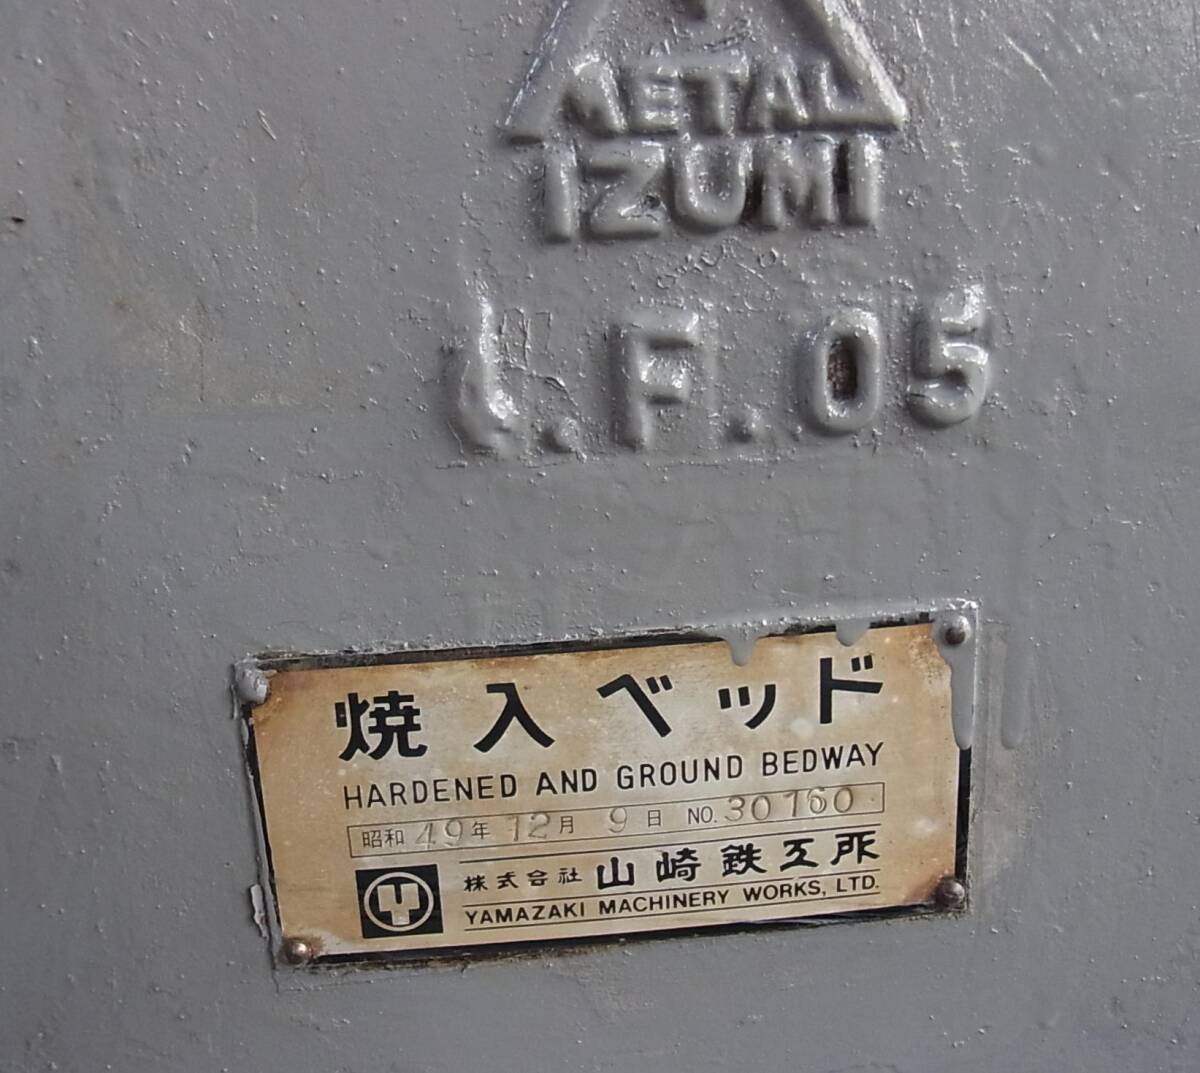 METAL
IZUMI
F.05
焼入ベッド
HARDENED AND GROUND BEDWAY
昭和 49年 12月 9日 NO. 30160
株式会社 山崎鉄工所
YAMAZAKI MACHINERY WORKS, LTD.